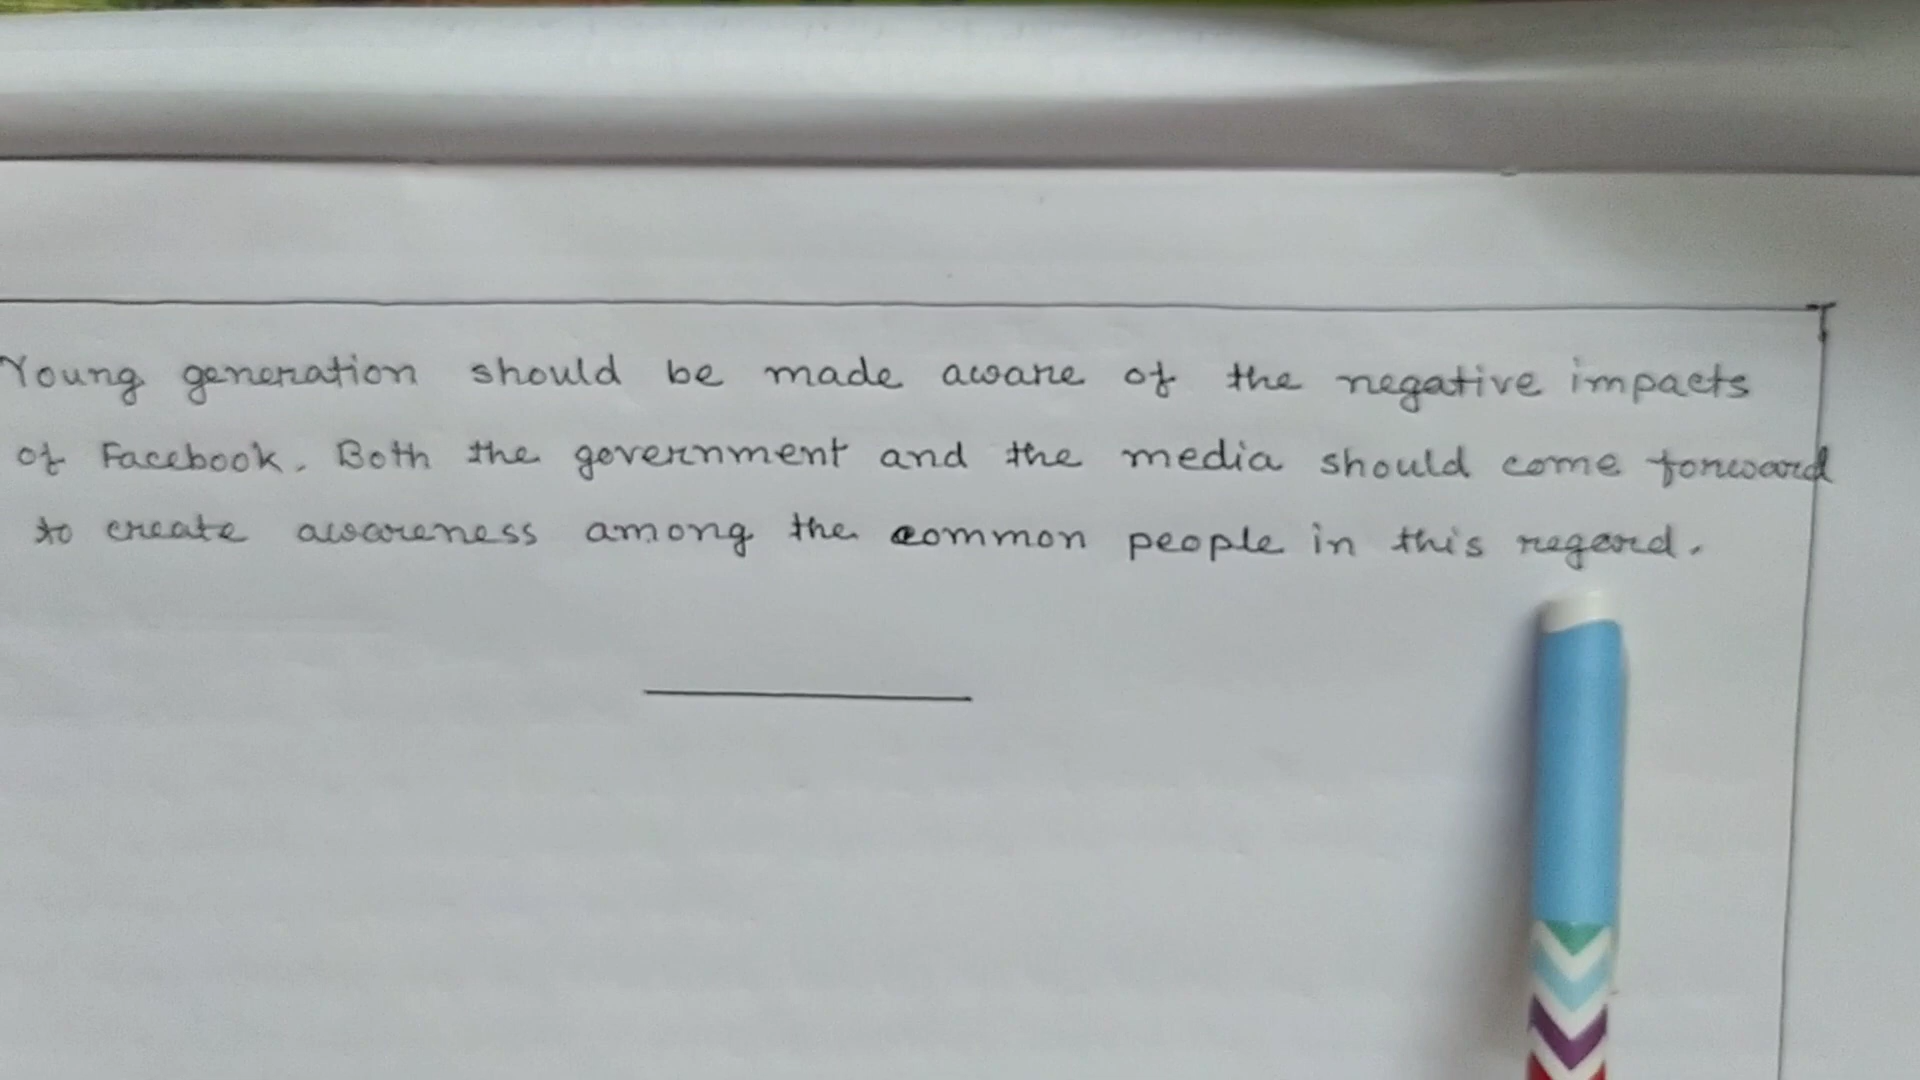 Young generation should be made aware of the negative impacts
of Facebook. Both the government and the media should come forward
to create awareness among the common people in this regard.